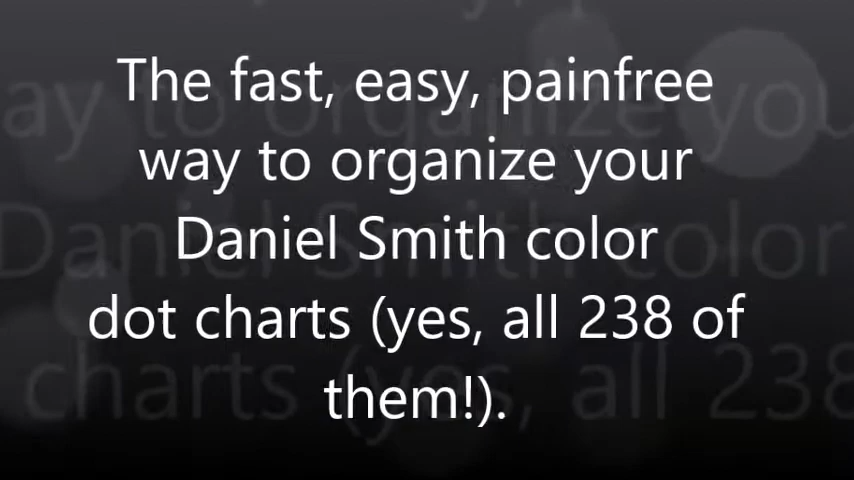 The fast, easy, painfree
way to organize your
Daniel Smith color
dot charts (yes, all 238 of
them!).